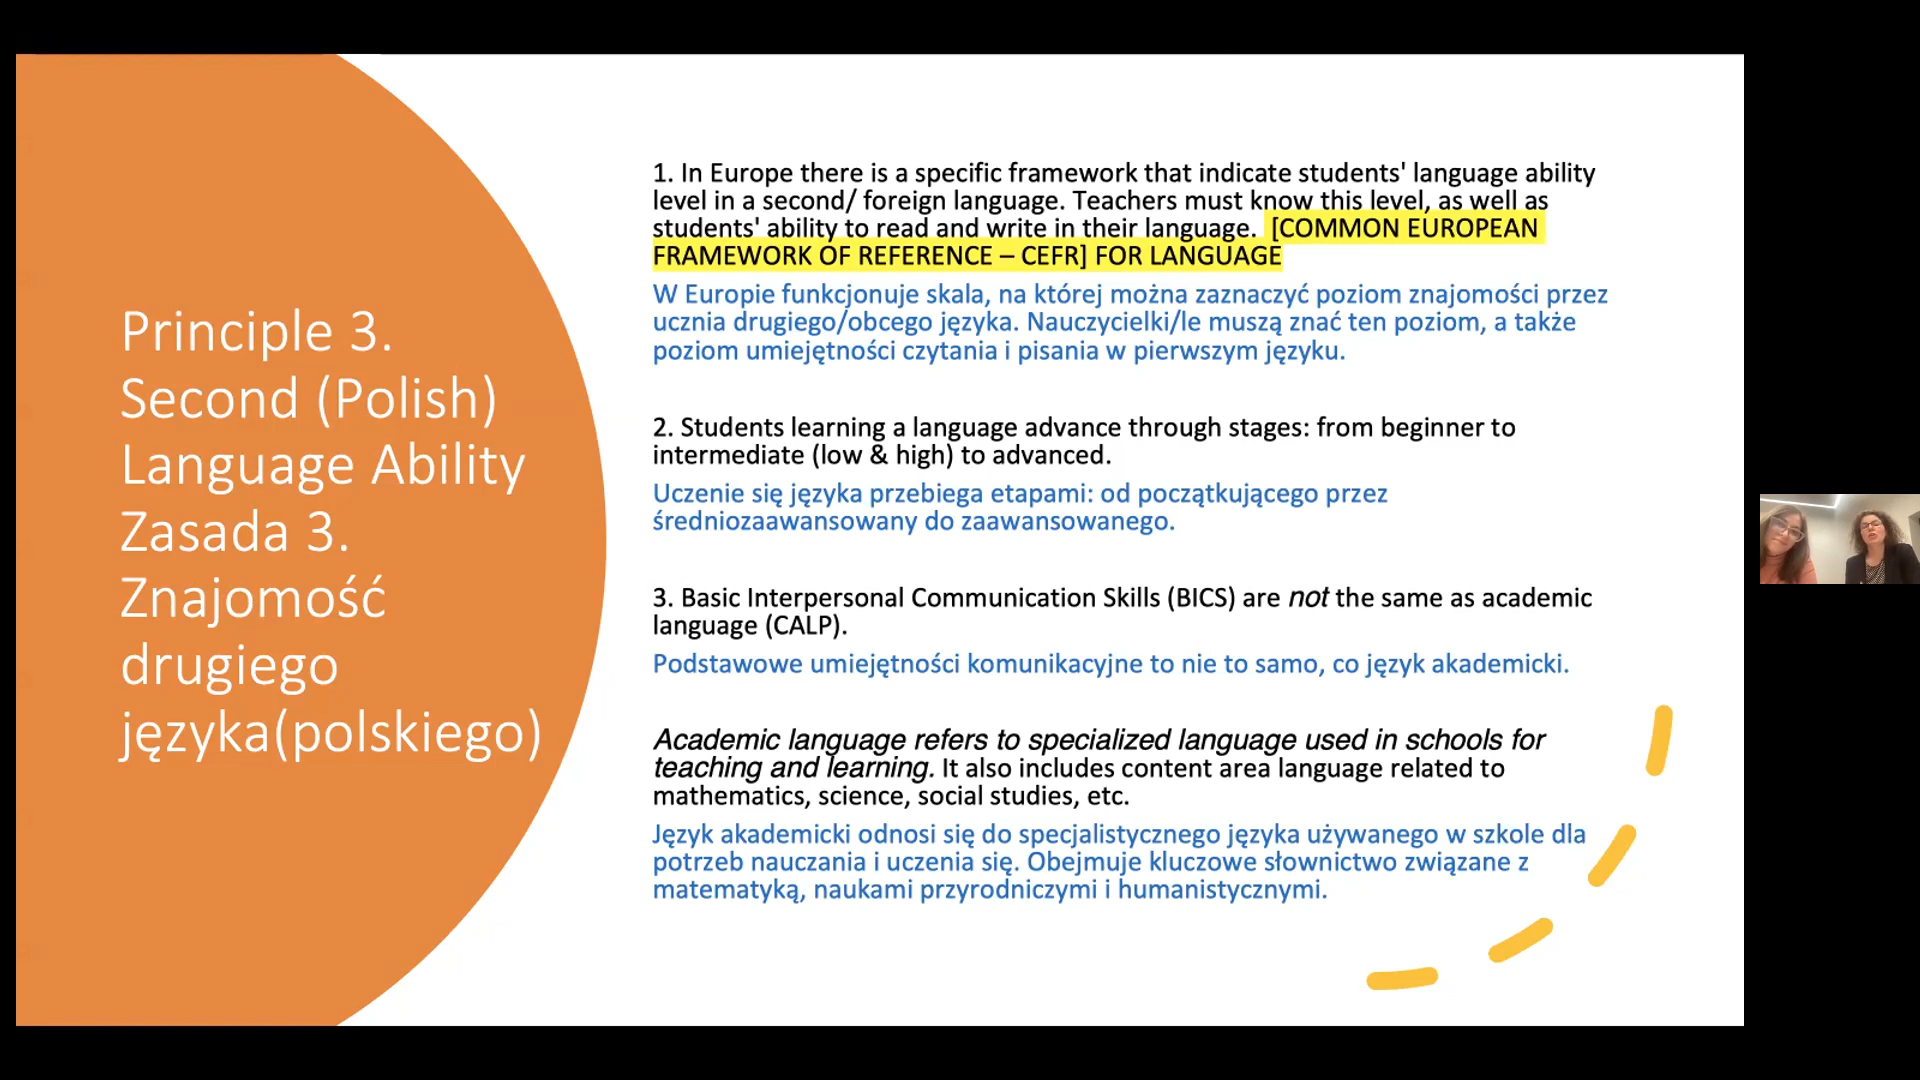 Principle 3.
Second (Polish)
Language Ability
Zasada 3.
Znajomość
drugiego
języka(polskiego)
1. In Europe there is a specific framework that indicate students' language ability
level in a second/ foreign language. Teachers must know this level, as well as
students' ability to read and write in their language. [COMMON EUROPEAN
FRAMEWORK OF REFERENCE – CEFR] FOR LANGUAGE
W Europie funkcjonuje skala, na której można zaznaczyć poziom znajomości przez
ucznia drugiego/obcego języka. Nauczycielki/le muszą znać ten poziom, a także
poziom umiejętności czytania i pisania w pierwszym języku.
2. Students learning a language advance through stages: from beginner to
intermediate (low & high) to advanced.
Uczenie się języka przebiega etapami: od początkującego przez
średniozaawansowany do zaawansowanego.
3. Basic Interpersonal Communication Skills (BICS) are not the same as academic
language (CALP).
Podstawowe umiejętności komunikacyjne to nie to samo, co język akademicki.
Academic language refers to specialized language used in schools for
teaching and learning. It also includes content area language related to
mathematics, science, social studies, etc.
Język akademicki odnosi się do specjalistycznego języka używanego w szkole dla
potrzeb nauczania i uczenia się. Obejmuje kluczowe słownictwo związane z
matematyką, naukami przyrodniczymi i humanistycznymi.